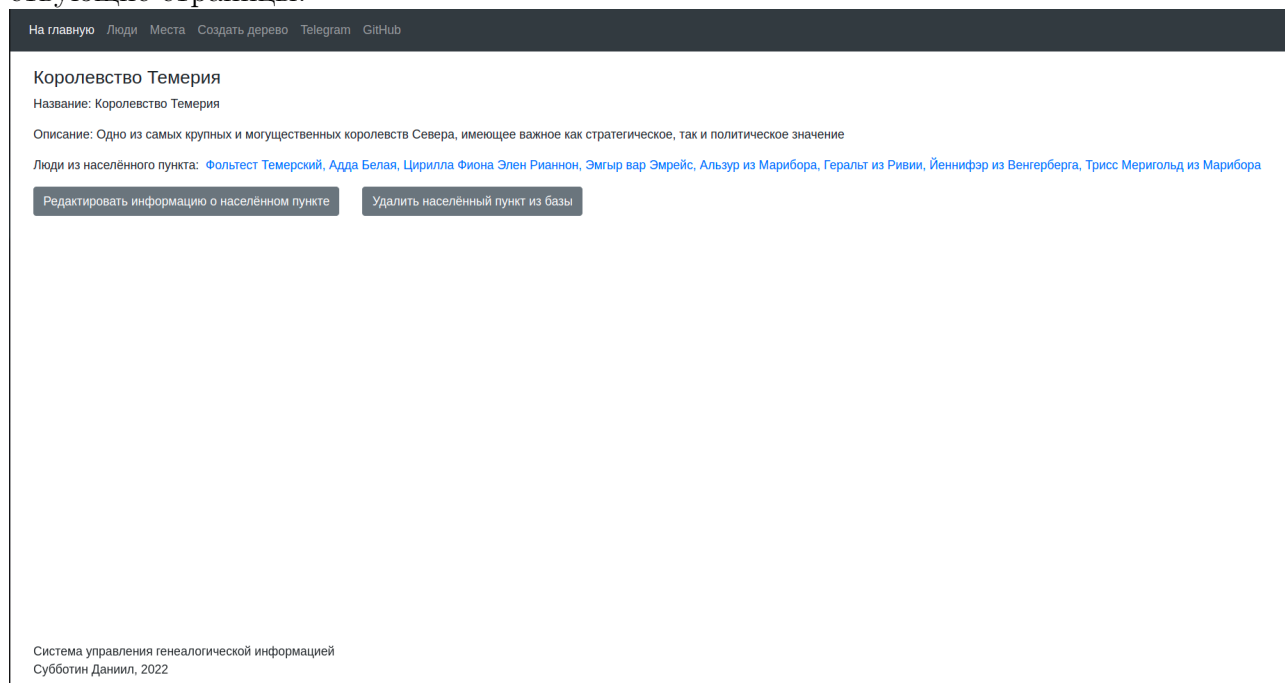 ствующие страницы.
На главную Люди Места Создать дерево Telegram GitHub
Королевство Темерия
Название: Королевство Темерия
Описание: Одно из самых крупных и могущественных королевств Севера, имеющее важное как стратегическое, так и политическое значение
Люди из населённого пункта: Фольтест Темерский, Адда Белая, Цирилла Фиона Элен Рианнон, Эмгыр вар Эмрейс, Альзур из Марибора, Геральт из Ривии, Йеннифэр из Венгерберга, Трисс Меригольд из Марибора
Редактировать информацию о населённом пункте Удалить населённый пункт из базы
Система управления генеалогической информацией
Субботин Даниил, 2022